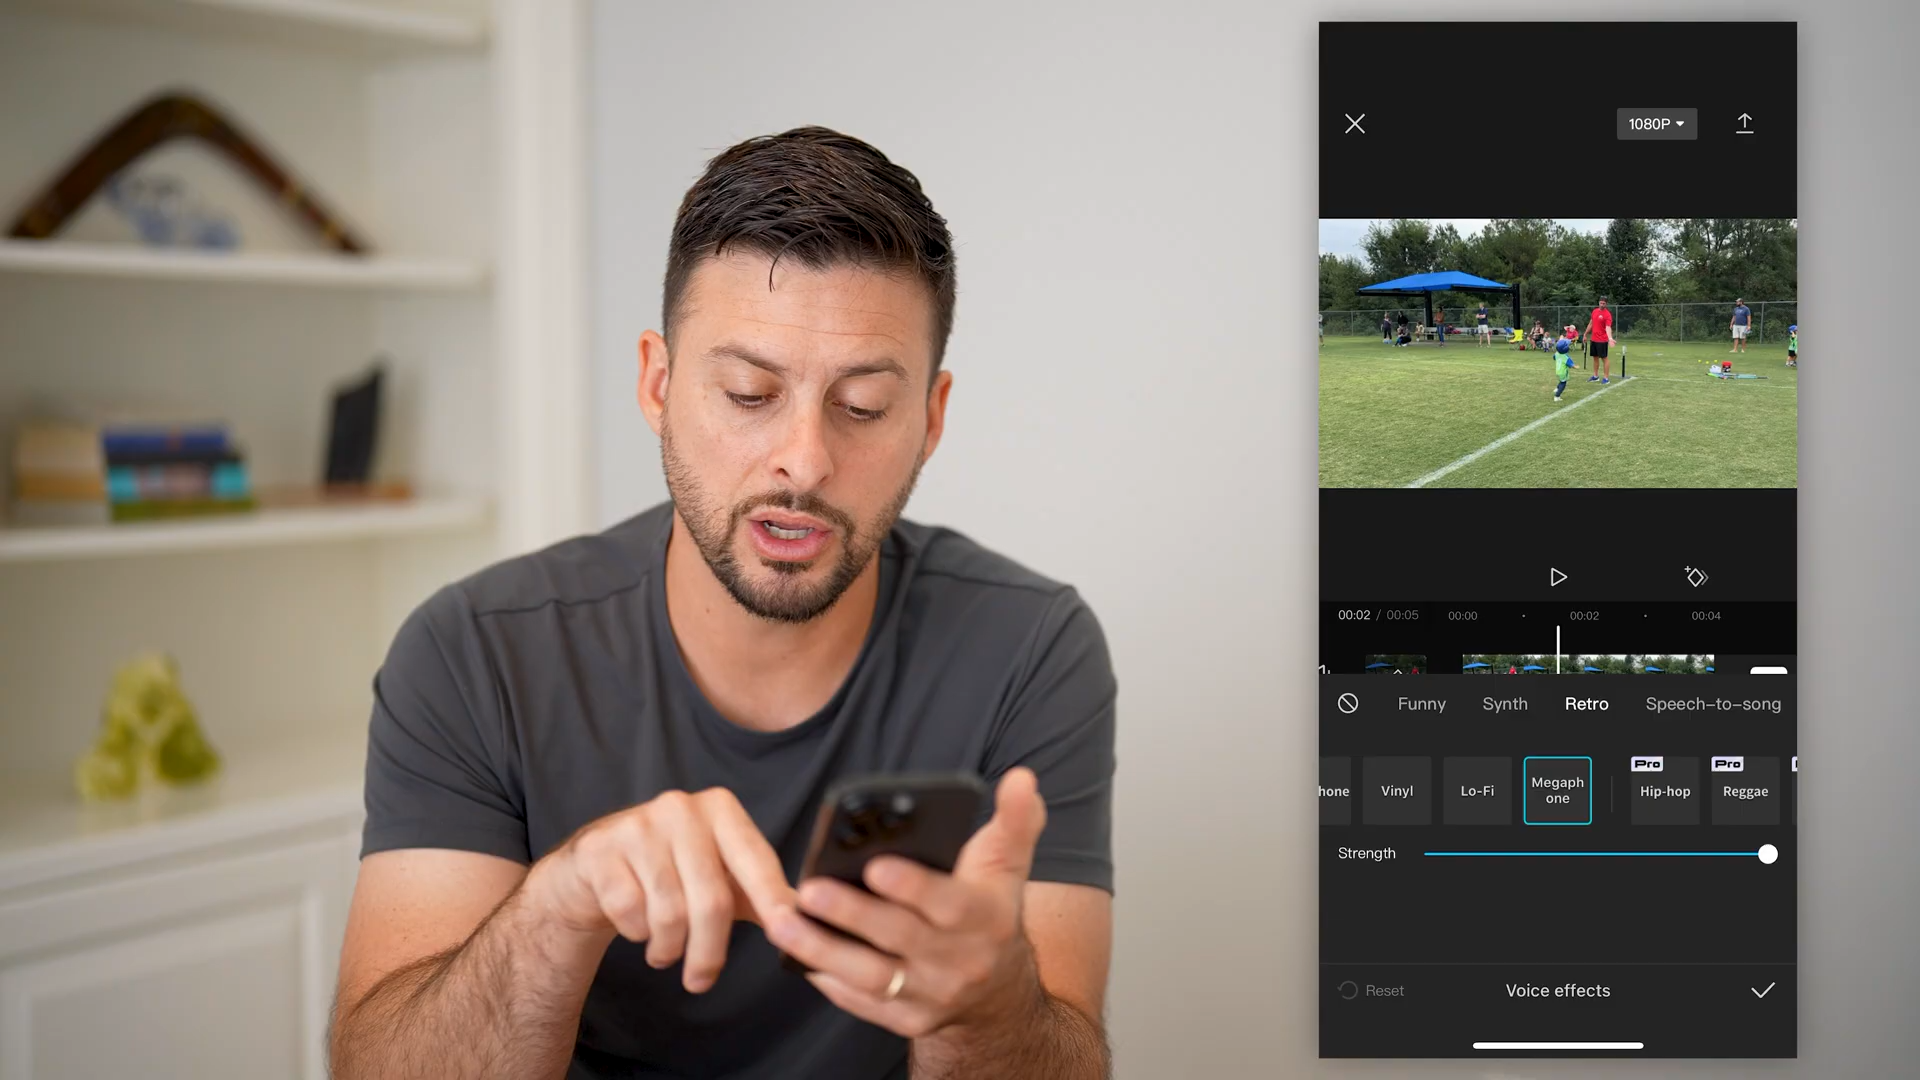 1080P
00:02 / 00:05 00:00 00:02 00:04
Funny Synth Retro Speech-to-song
hone Vinyl Lo-Fi Megaph
one Pro Hip-hop Pro Reggae
Strength
Reset Voice effects